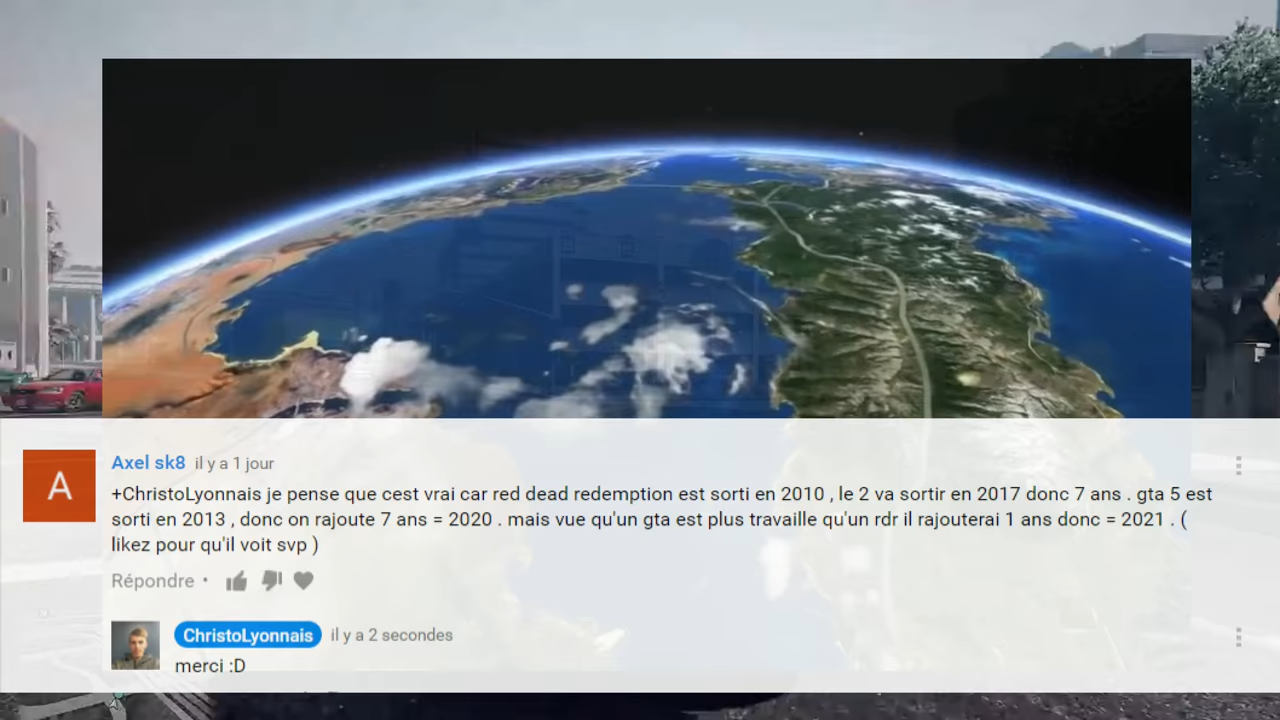 A
Axel sk8 il y a 1 jour
+ChristoLyonnais je pense que cest vrai car red dead redemption est sorti en 2010 , le 2 va sortir en 2017 donc 7 ans . gta 5 est
sorti en 2013 , donc on rajoute 7 ans = 2020 . mais vue qu'un gta est plus travaille qu'un rdr il rajouterai 1 ans donc = 2021 . (
likez pour qu'il voit svp )
Répondre •
ChristoLyonnais il y a 2 secondes
merci :D